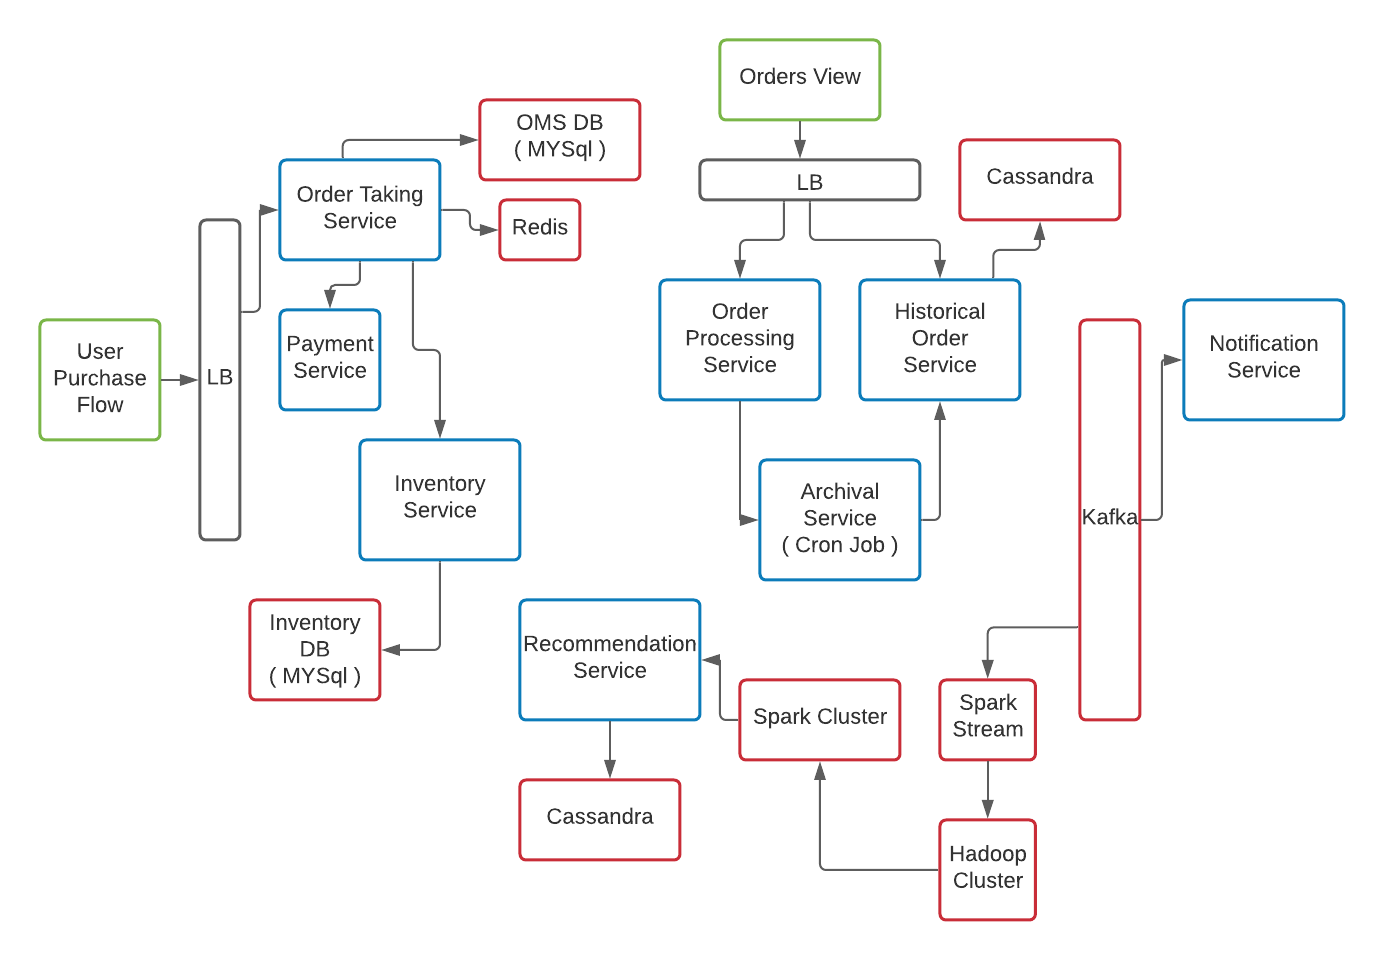 Orders View
OMS DB
( MYSql )
LB
Cassandra
Order Taking
Service
Redis
User
Purchase
Flow
LB
Payment
Service
Order
Processing
Service
Historical
Order
Service
Notification
Service
Inventory
Service
Archival
Service
( Cron Job )
Kafka
Inventory
DB
( MYSql )
Recommendation
Service
Spark Cluster
Spark
Stream
Cassandra
Hadoop
Cluster